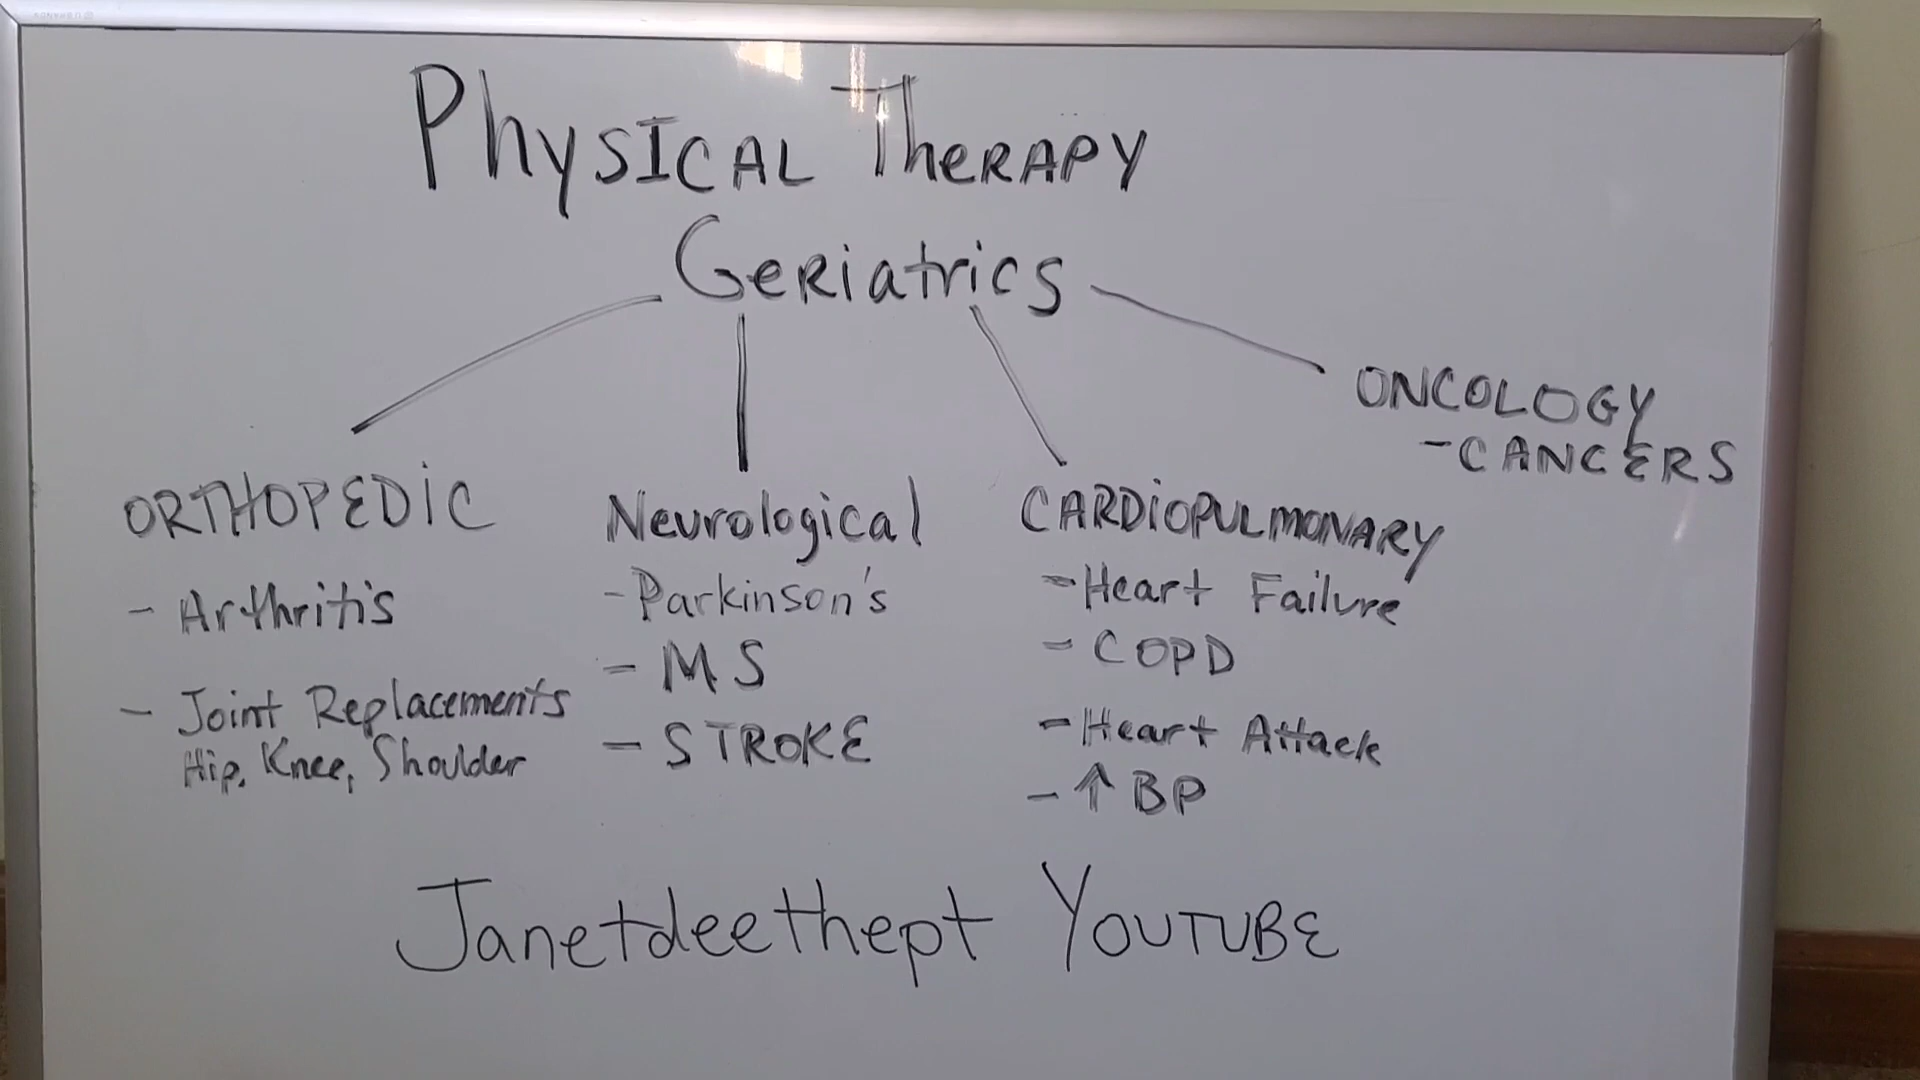 PhysICAL TheRAPY
GeRiatrics
ORTHOPEDiC
- Arthritis
- Joint Replacements
Hip, Knee, Shoulder
Neurological
- Parkinson's
- MS
- STROKE
CARDiOPULMONARY
- Heart Failure
- COPD
- Heart Attack
- ↑ BP
ONCOLOGY
- CANCERS
Janetdeethept YOUTUBE